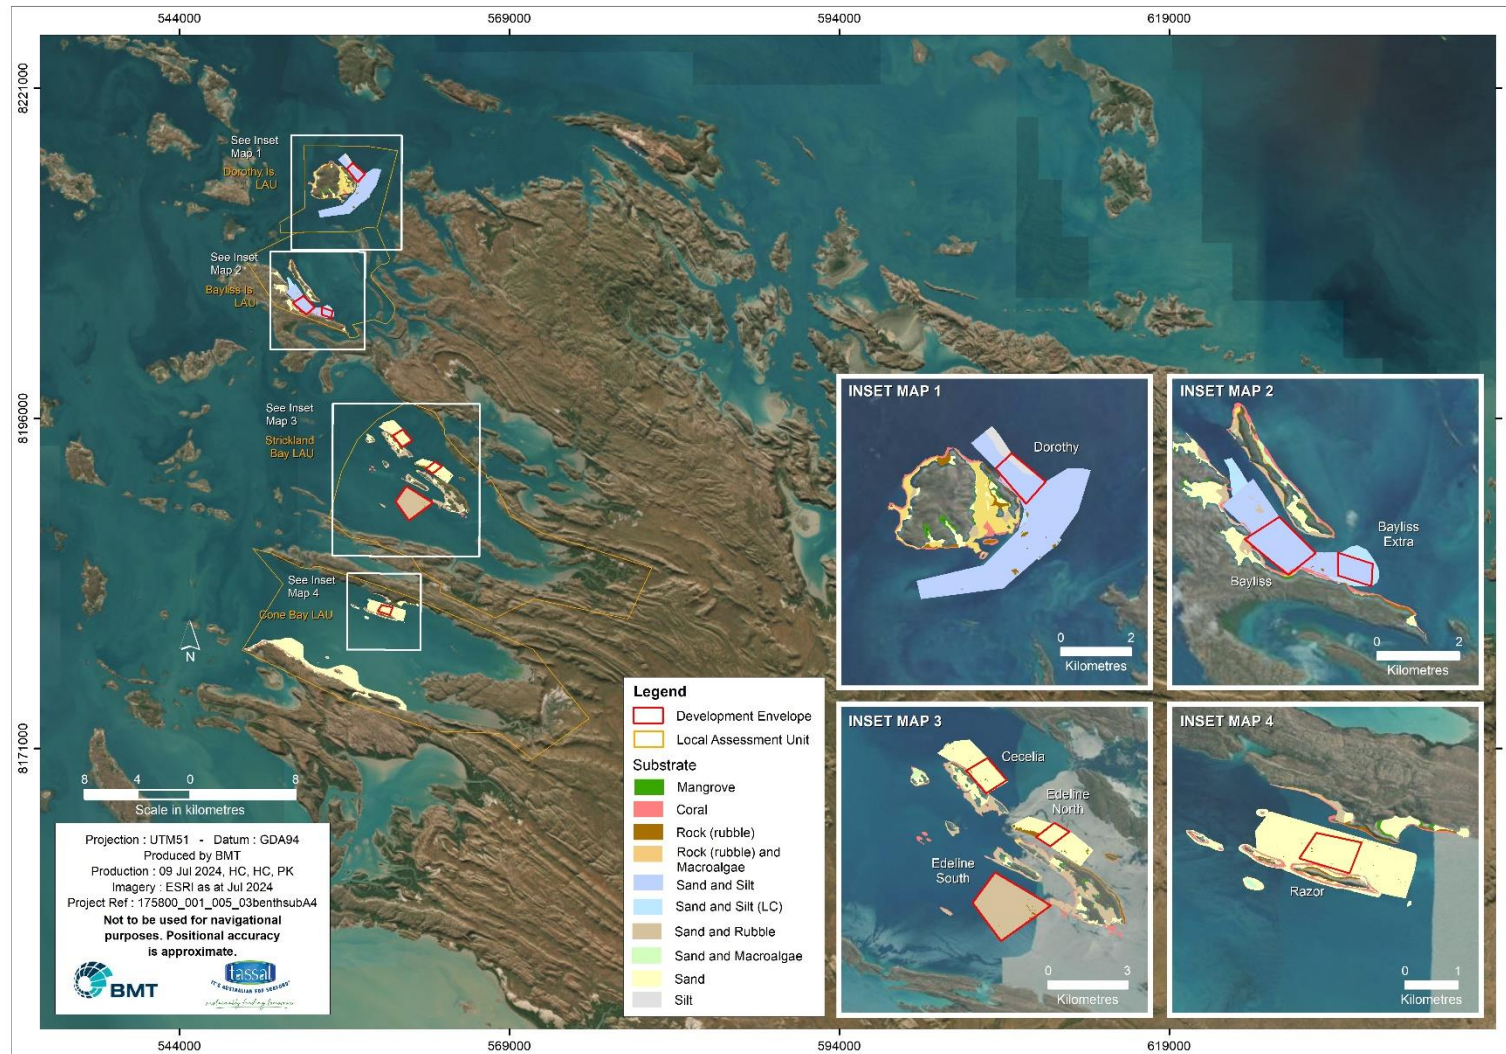 544000
569000
594000
619000
8221000
8196000
8171000
See Inset
Map 1
Dorothy Is.
LAU
See Inset
Map 2
Bayliss Is.
LAU
See Inset
Map 3
Strickland
Bay LAU
See Inset
Map 4
Cone Bay LAU
N
8 4 0 8
Scale in kilometres
Projection : UTM51 - Datum : GDA94
Produced by BMT
Production : 09 Jul 2024, HC, HC, PK
Imagery : ESRI as at Jul 2024
Project Ref : 175800_001_005_03benthsubA4
Not to be used for navigational
purposes. Positional accuracy
is approximate.
BMT
tassal
IT'S AUSTRALIAN FOR SEAFOOD
Legend
Development Envelope
Local Assessment Unit
Substrate
Mangrove
Coral
Rock (rubble)
Rock (rubble) and
Macroalgae
Sand and Silt
Sand and Silt (LC)
Sand and Rubble
Sand and Macroalgae
Sand
Silt
INSET MAP 1
Dorothy
0 2
Kilometres
INSET MAP 2
Bayliss
Extra
Bayliss
0 2
Kilometres
INSET MAP 3
Cecelia
Edeline
North
Edeline
South
0 3
Kilometres
INSET MAP 4
Razor
0 1
Kilometres
544000
569000
594000
619000